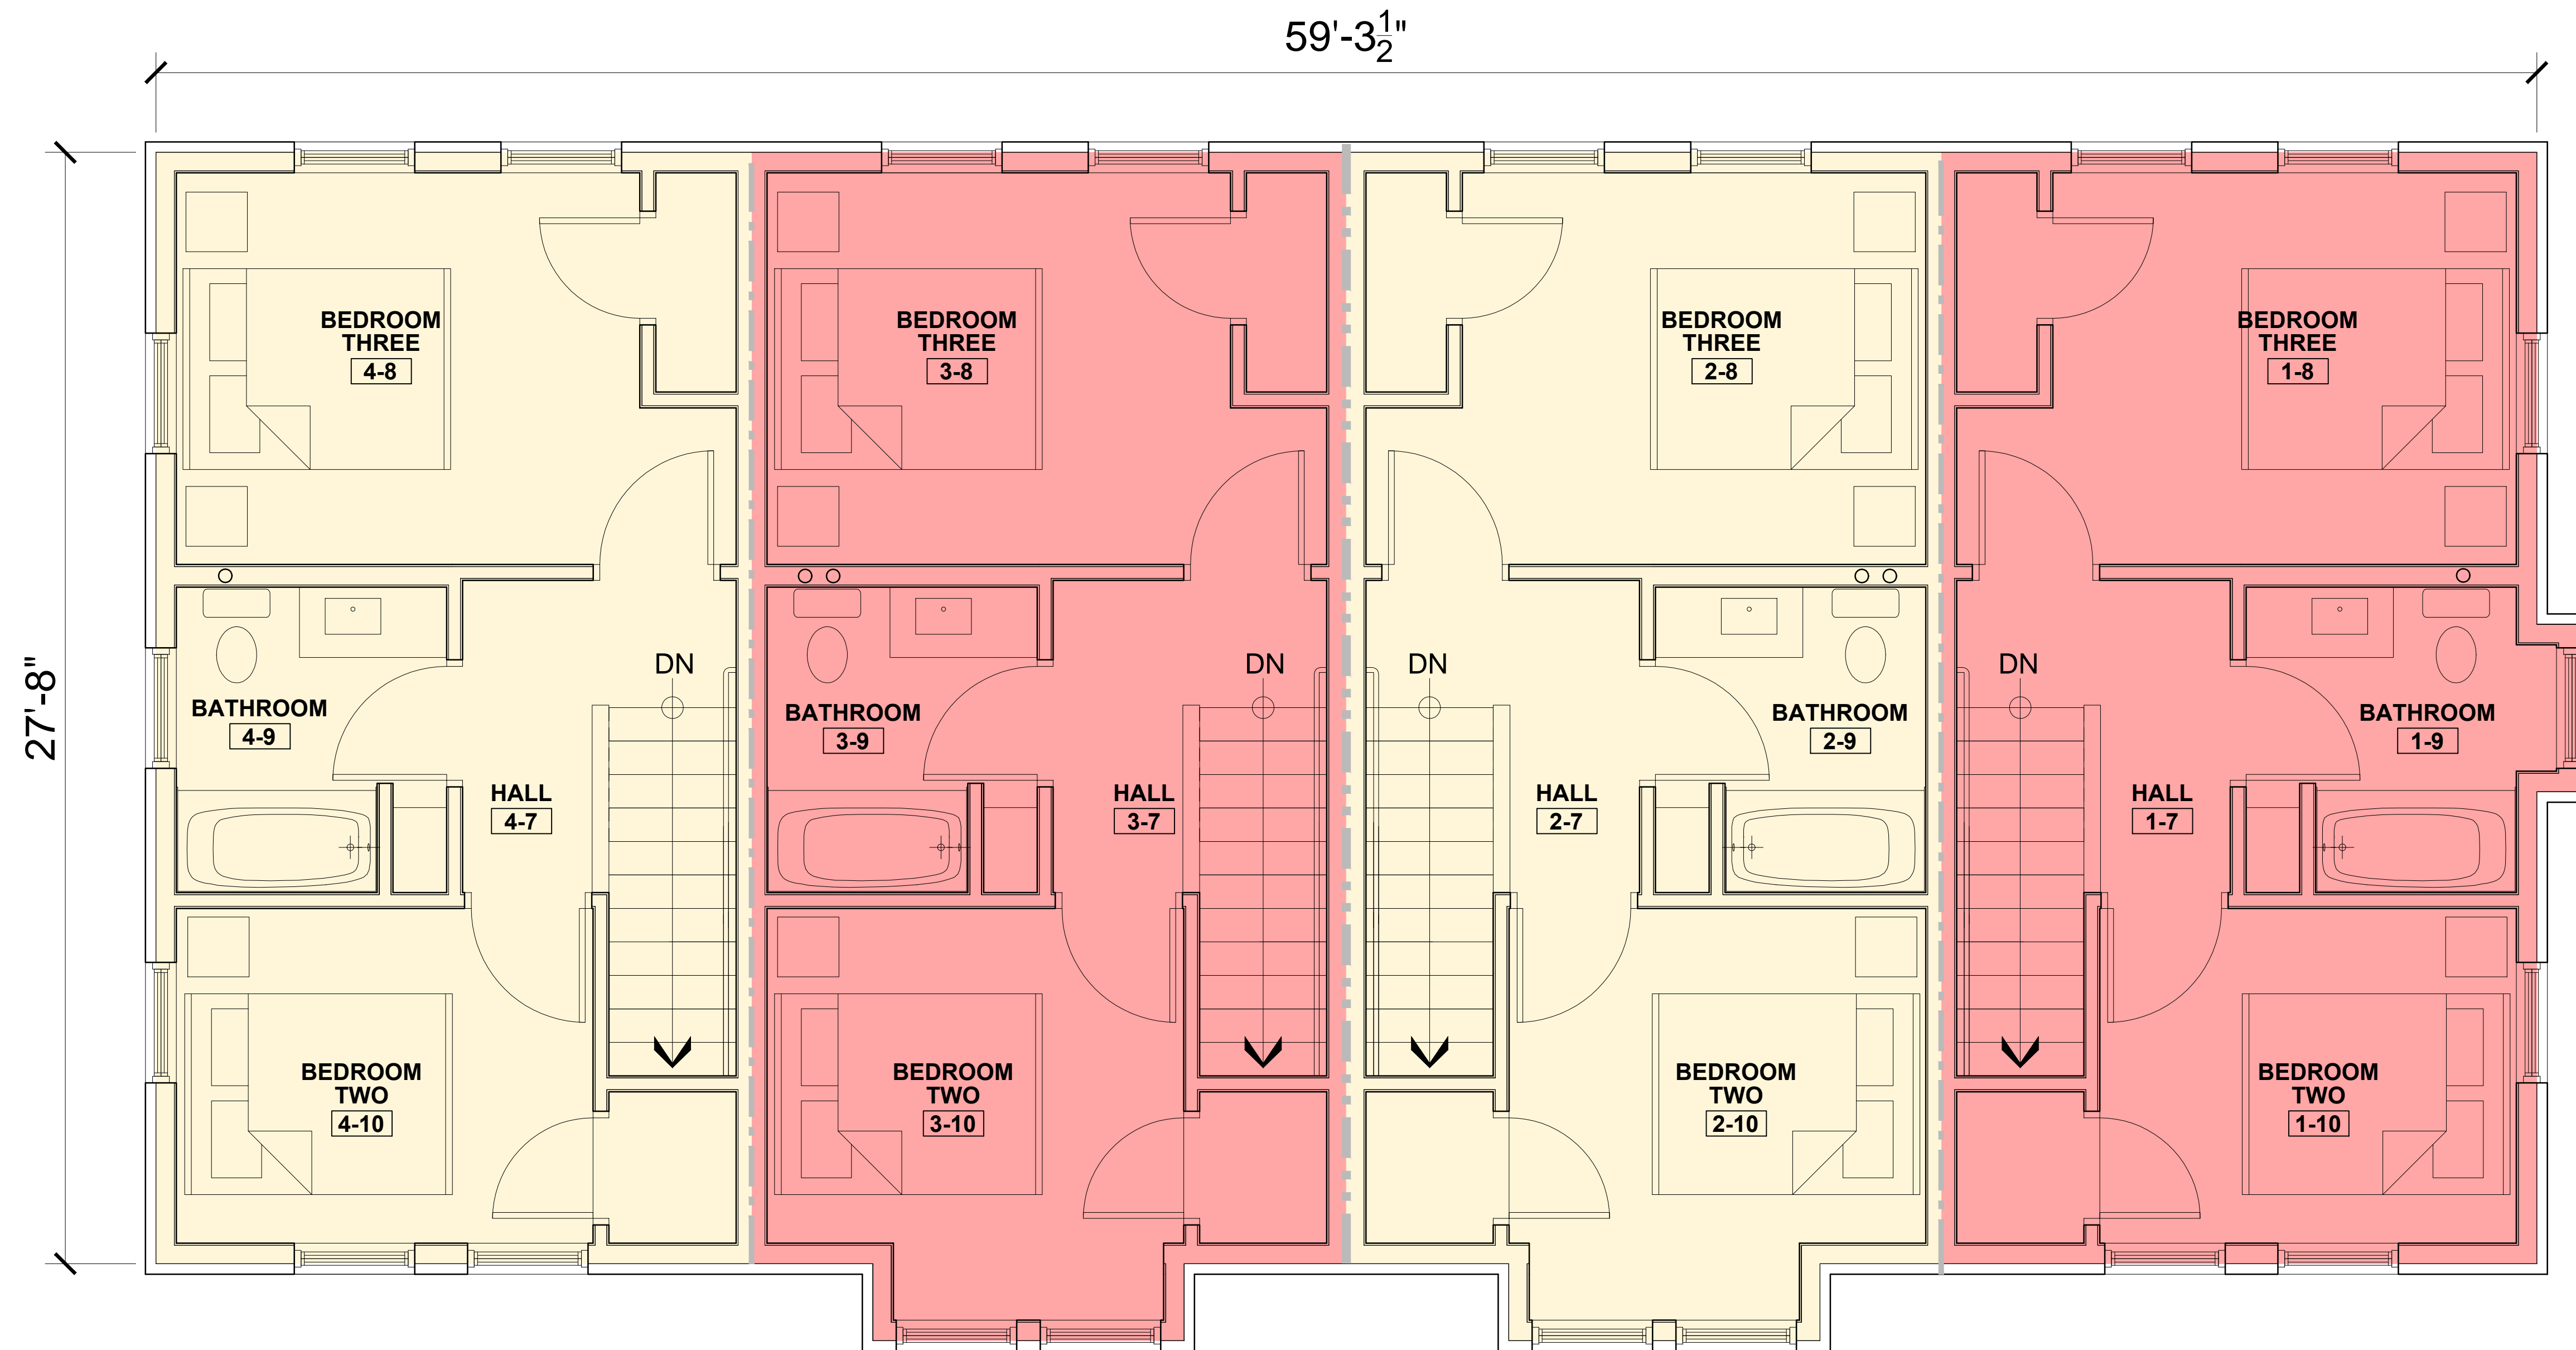 59'-3 1/2"
27'-8"
BEDROOM
THREE
4-8
BEDROOM
THREE
3-8
BEDROOM
THREE
2-8
BEDROOM
THREE
1-8
DN
DN
DN
DN
BATHROOM
4-9
BATHROOM
3-9
BATHROOM
2-9
BATHROOM
1-9
HALL
4-7
HALL
3-7
HALL
2-7
HALL
1-7
BEDROOM
TWO
4-10
BEDROOM
TWO
3-10
BEDROOM
TWO
2-10
BEDROOM
TWO
1-10